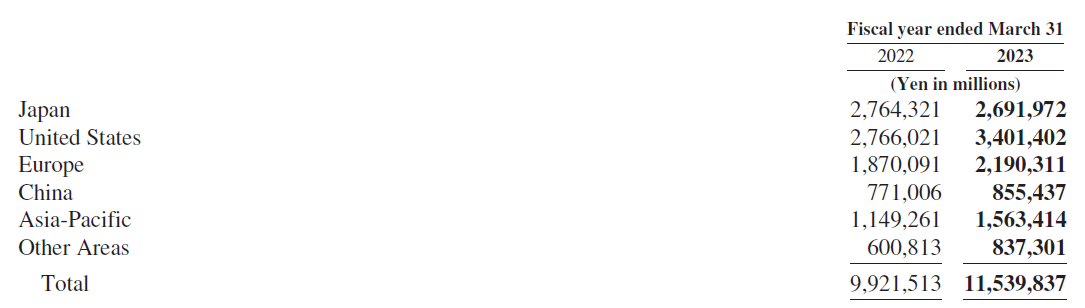 Fiscal year ended March 31
2022 2023
(Yen in millions)
Japan 2,764,321 2,691,972
United States 2,766,021 3,401,402
Europe 1,870,091 2,190,311
China 771,006 855,437
Asia-Pacific 1,149,261 1,563,414
Other Areas 600,813 837,301
Total 9,921,513 11,539,837